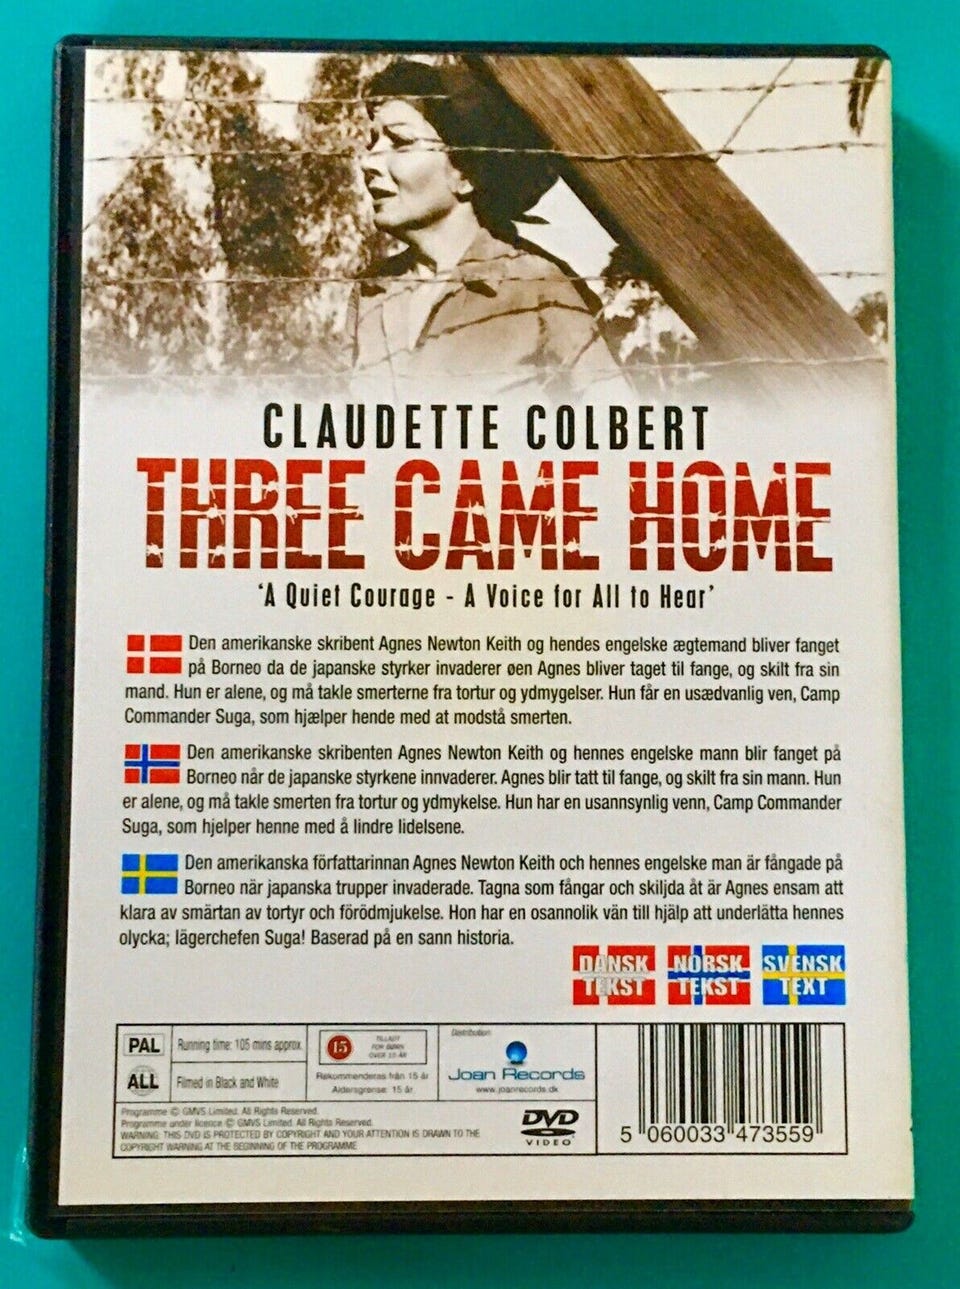 CLAUDETTE COLBERT
THREE CAME HOME
'A Quiet Courage - A Voice for All to Hear'
Den amerikanske skribent Agnes Newton Keith og hendes engelske ægtemand bliver fanget
på Borneo da de japanske styrker invaderer øen Agnes bliver taget til fange, og skilt fra sin
mand. Hun er alene, og må takle smerterne fra tortur og ydmygelser. Hun får en usædvanlig ven, Camp
Commander Suga, som hjælper hende med at modstå smerten.
Den amerikanske skribenten Agnes Newton Keith og hennes engelske mann blir fanget på
Borneo når de japanske styrkene innvaderer. Agnes blir tatt til fange, og skilt fra sin mann. Hun
er alene, og må takle smerten fra tortur og ydmykelse. Hun har en usannsynlig venn, Camp Commander
Suga, som hjelper henne med å lindre lidelsene.
Den amerikanska författarinnan Agnes Newton Keith och hennes engelske man är fångade på
Borneo när japanska trupper invaderade. Tagna som fångar och skiljda åt är Agnes ensam att
klara av smärtan av tortyr och förödmjukelse. Hon har en osannolik vän till hjälp att underlätta hennes
olycka; lägerchefen Suga! Baserad på en sann historia.
DANSK TEKST
NORSK TEKST
SVENSK TEXT
PAL
Running time: 105 mins approx.
ALL
Filmed in Black and White
15
TILLADT
FOR BØRN
OVER 15 ÅR
Rekommenderas från 15 år
Aldersgrense: 15 år
Distribution:
Joan Records
www.joanrecords.dk
Programme © GMVS Limited. All Rights Reserved.
Programme under licence © GMVS Limited. All Rights Reserved.
WARNING: THIS DVD IS PROTECTED BY COPYRIGHT AND YOUR ATTENTION IS DRAWN TO THE
COPYRIGHT WARNING AT THE BEGINNING OF THE PROGRAMME
DVD
VIDEO
5 060033 473559